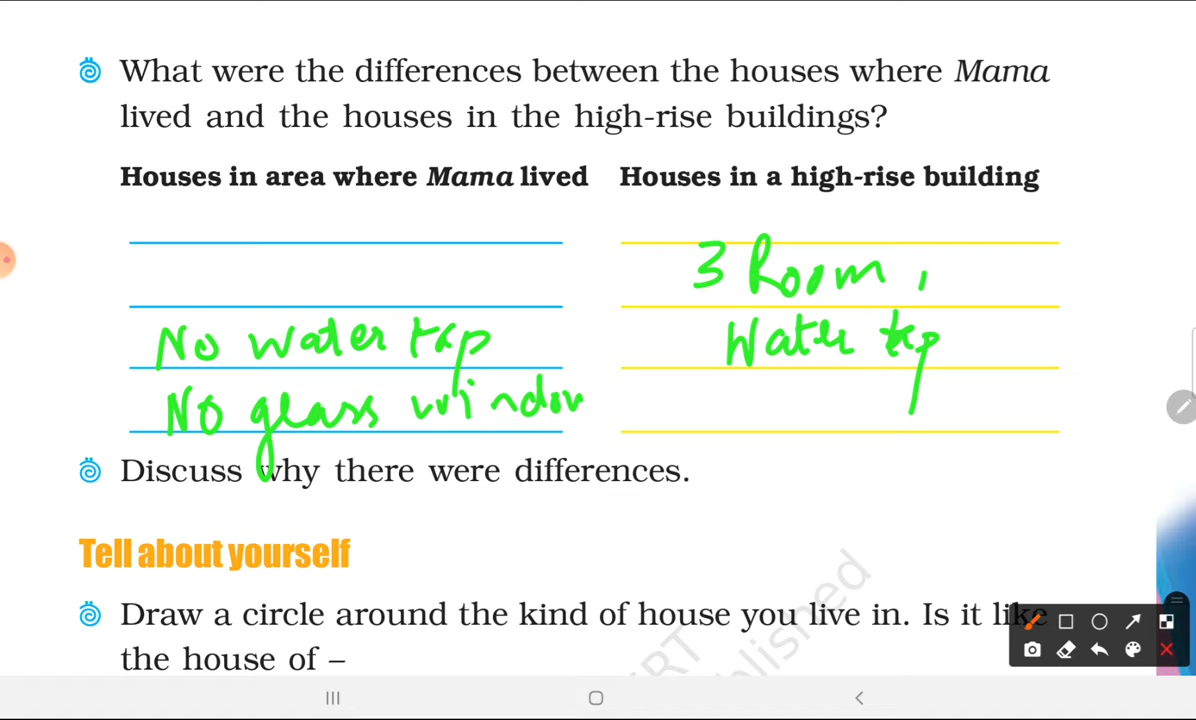 What were the differences between the houses where Mama
lived and the houses in the high-rise buildings?
Houses in area where Mama lived Houses in a high-rise building
3 Room,
No water tap Water tap
No glass window
Discuss why there were differences.
Tell about yourself
Draw a circle around the kind of house you live in. Is it like
the house of –
blished